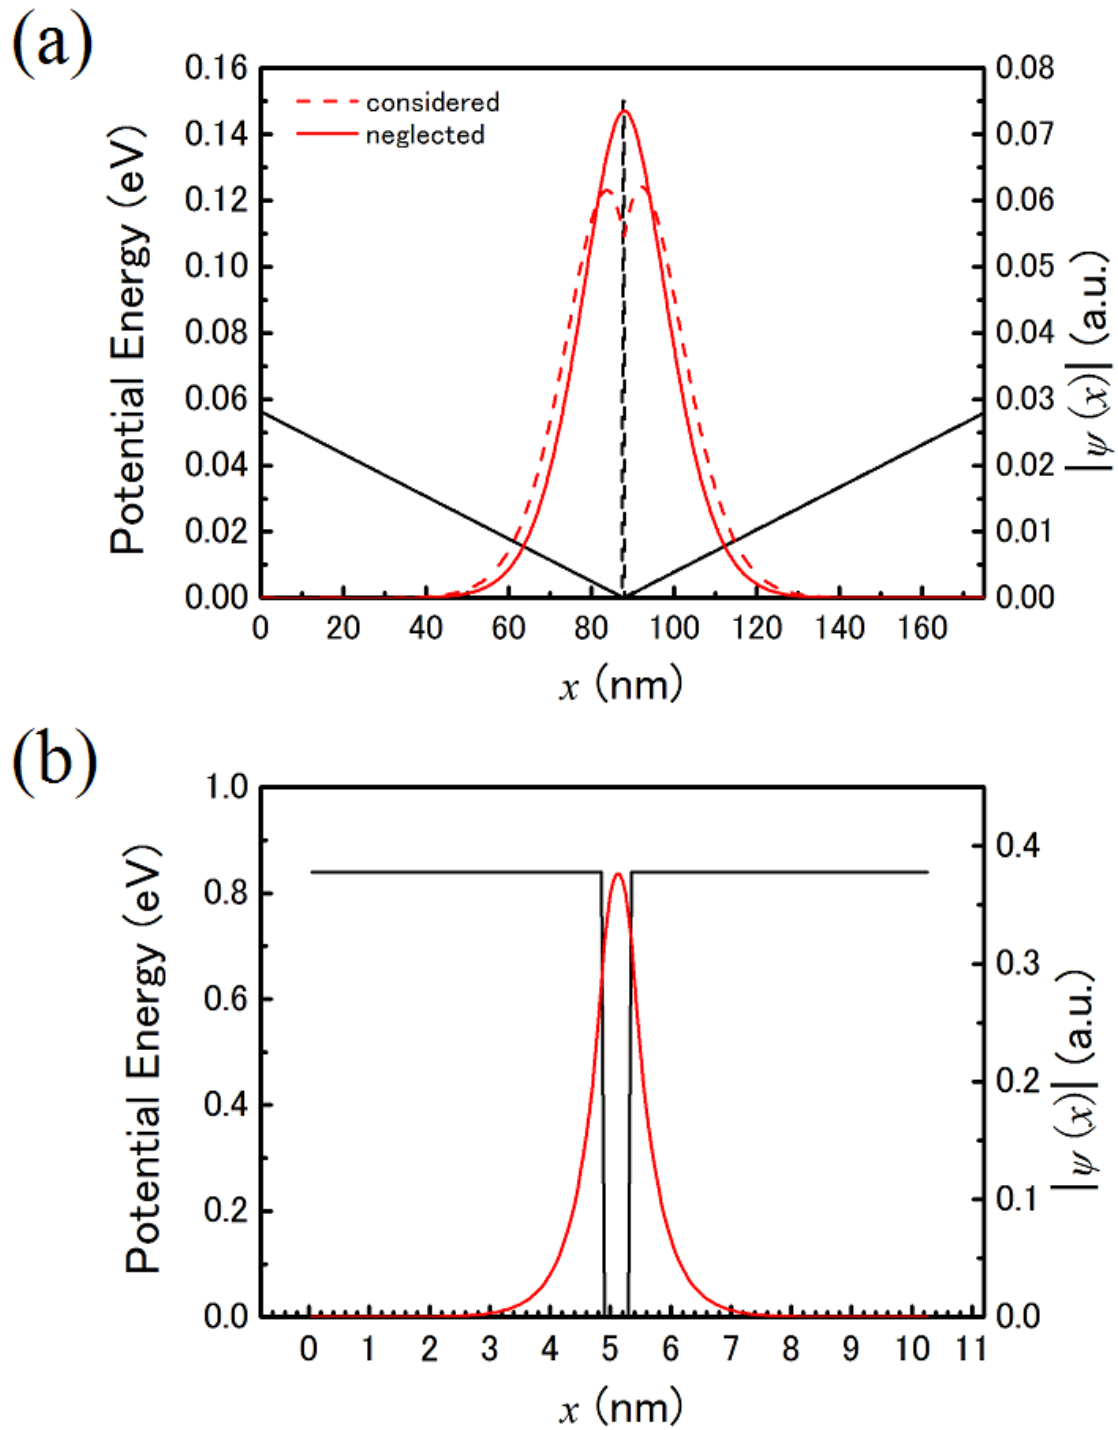 (a)
0.16
0.14
0.12
0.10
0.08
0.06
0.04
0.02
0.00
Potential Energy (eV)
considered
neglected
0.08
0.07
0.06
0.05
0.04
0.03
0.02
0.01
0.00
|ψ (x)| (a.u.)
0 20 40 60 80 100 120 140 160
x (nm)
(b)
1.0
0.8
0.6
0.4
0.2
0.0
Potential Energy (eV)
0.4
0.3
0.2
0.1
0.0
|ψ (x)| (a.u.)
0 1 2 3 4 5 6 7 8 9 10 11
x (nm)